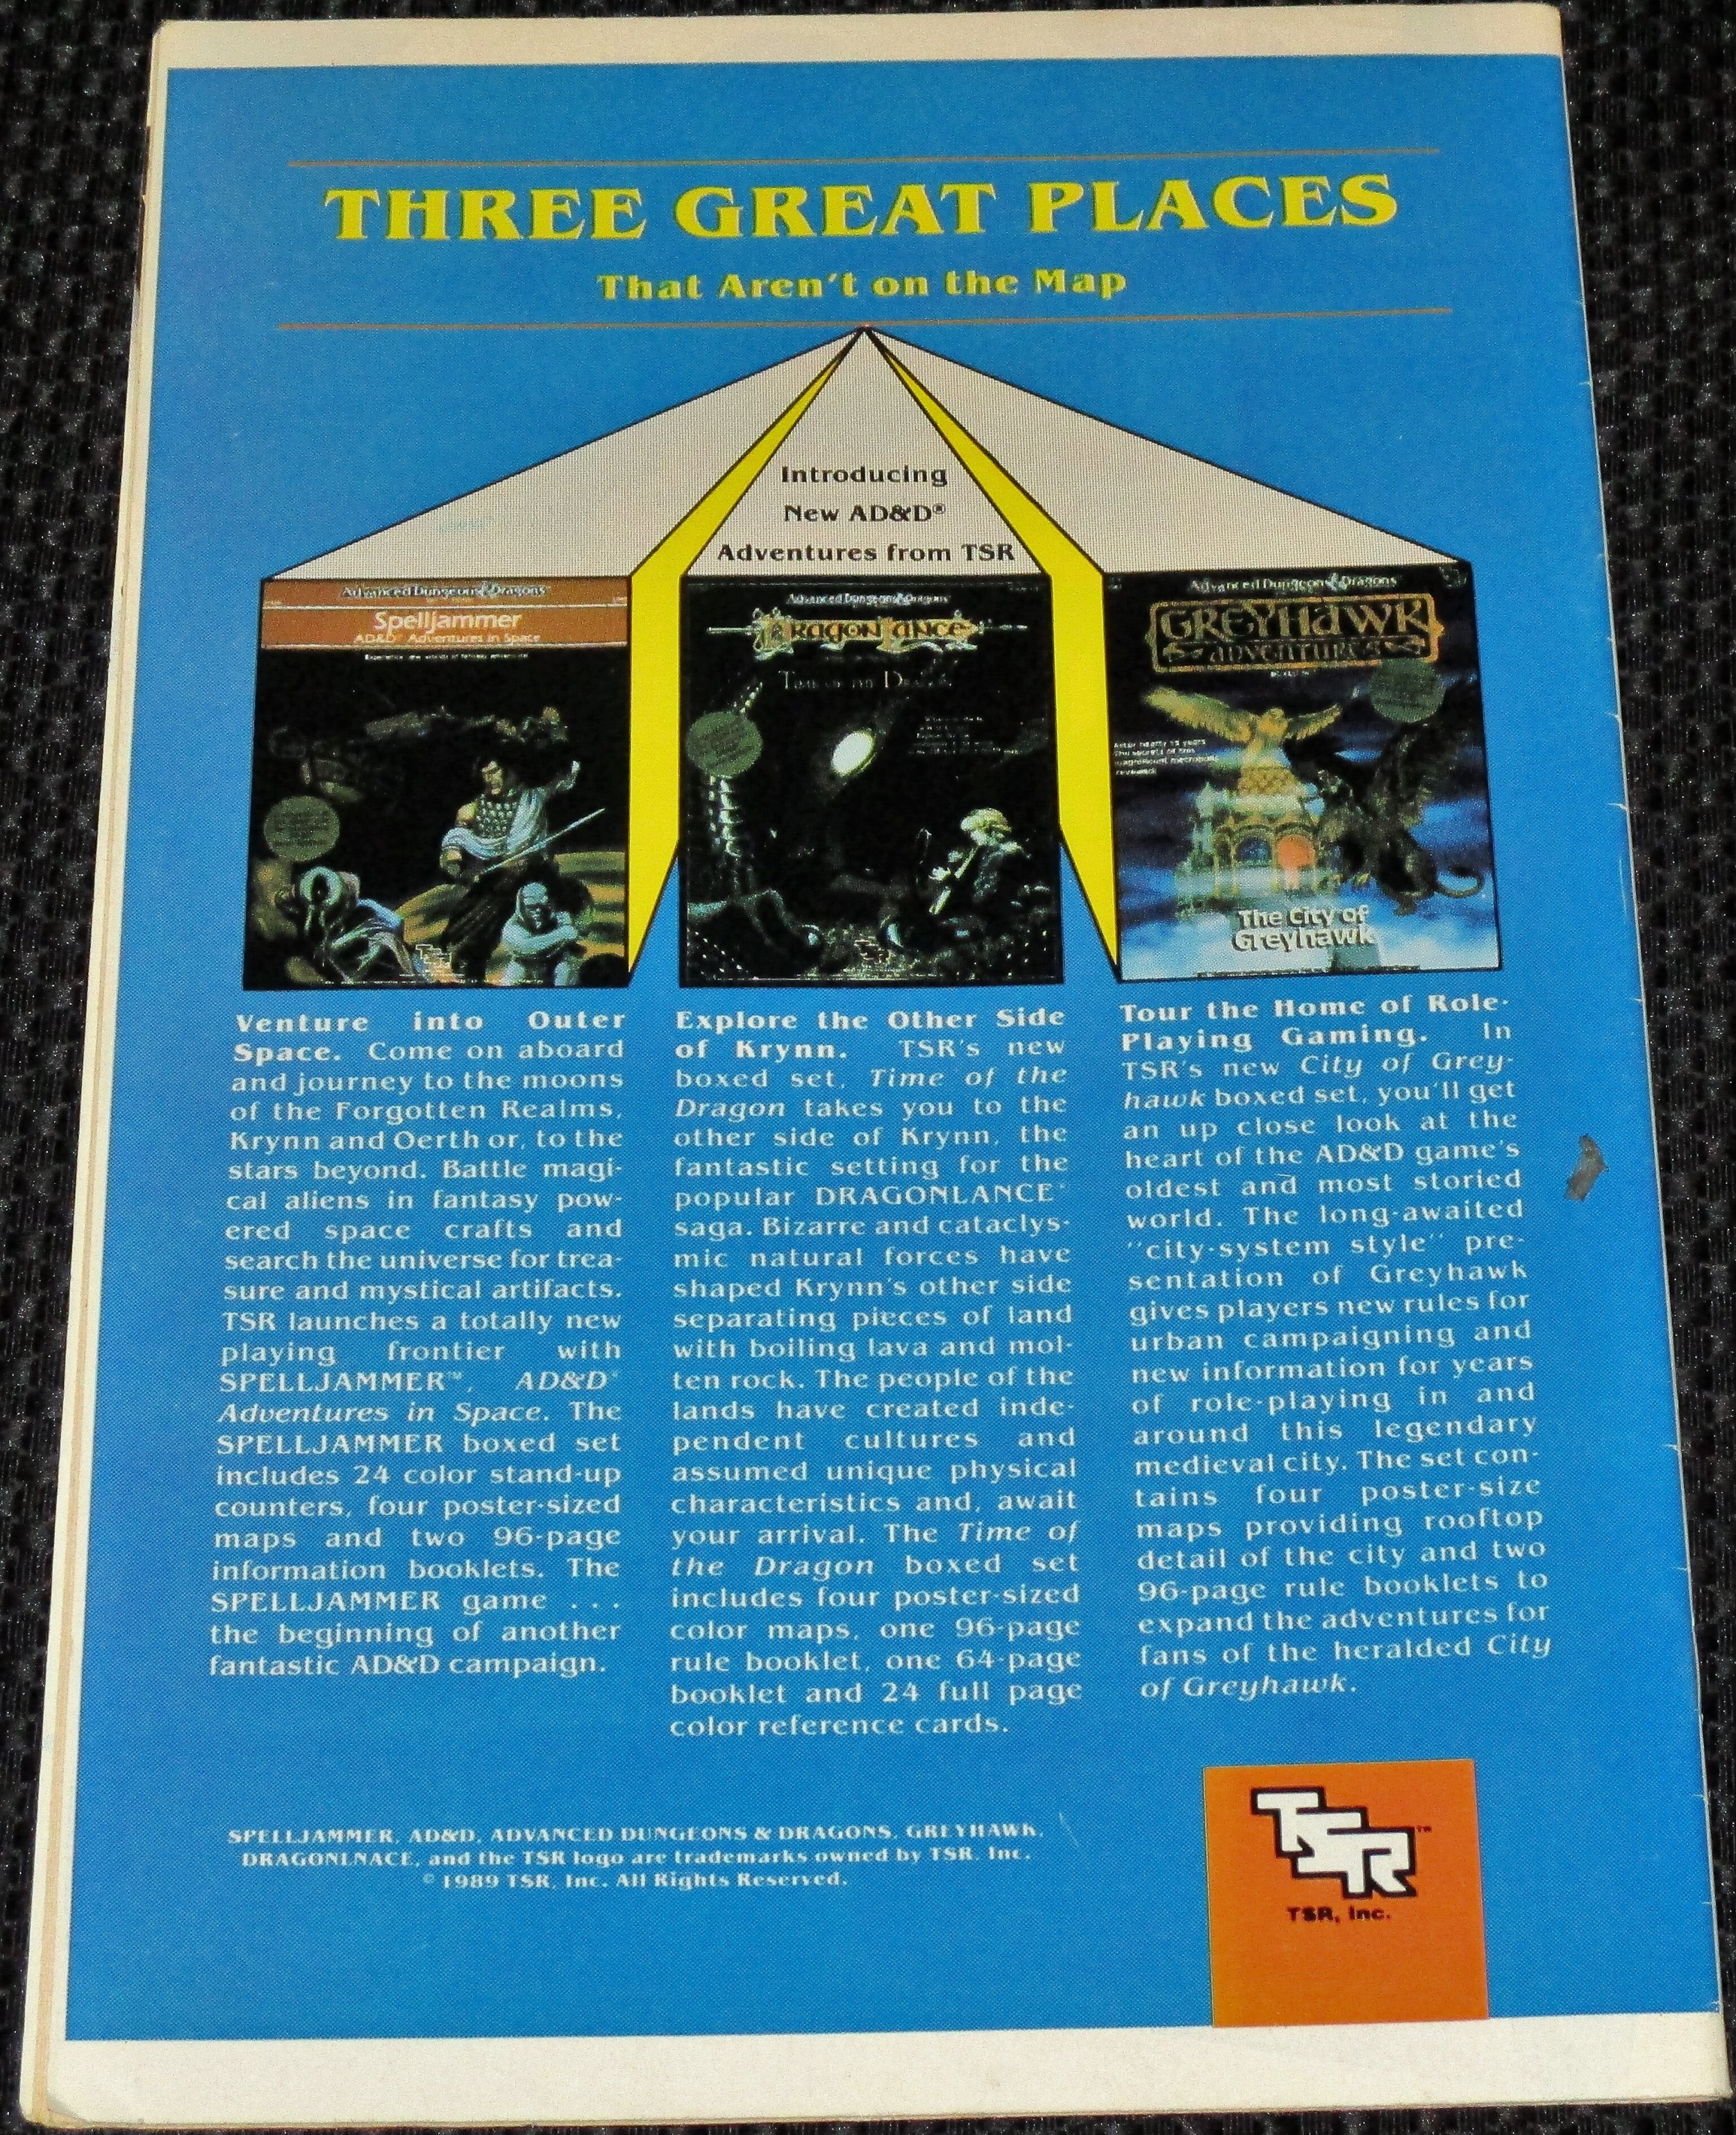 THREE GREAT PLACES
That Aren't on the Map
Introducing
New AD&D®
Adventures from TSR
Advanced Dungeons & Dragons
Spelljammer
AD&D® Adventures in Space
Advanced Dungeons & Dragons
DRAGONLANCE
Advanced Dungeons & Dragons
GREYHAWK
ADVENTURES
The City of
Greyhawk
Venture into Outer
Space. Come on aboard
and journey to the moons
of the Forgotten Realms,
Krynn and Oerth or, to the
stars beyond. Battle magi-
cal aliens in fantasy pow-
ered space crafts and
search the universe for trea-
sure and mystical artifacts.
TSR launches a totally new
playing frontier with
SPELLJAMMER™, AD&D®
Adventures in Space. The
SPELLJAMMER boxed set
includes 24 color stand-up
counters, four poster-sized
maps and two 96-page
information booklets. The
SPELLJAMMER game . . .
the beginning of another
fantastic AD&D campaign.
Explore the Other Side
of Krynn. TSR's new
boxed set, Time of the
Dragon takes you to the
other side of Krynn, the
fantastic setting for the
popular DRAGONLANCE®
saga. Bizarre and cataclys-
mic natural forces have
shaped Krynn's other side
separating pieces of land
with boiling lava and mol-
ten rock. The people of the
lands have created inde-
pendent cultures and
assumed unique physical
characteristics and, await
your arrival. The Time of
the Dragon boxed set
includes four poster-sized
color maps, one 96-page
rule booklet, one 64-page
booklet and 24 full page
color reference cards.
Tour the Home of Role-
Playing Gaming. In
TSR's new City of Grey-
hawk boxed set, you'll get
an up close look at the
heart of the AD&D game's
oldest and most storied
world. The long-awaited
"city-system style" pre-
sentation of Greyhawk
gives players new rules for
urban campaigning and
new information for years
of role-playing in and
around this legendary
medieval city. The set con-
tains four poster-size
maps providing rooftop
detail of the city and two
96-page rule booklets to
expand the adventures for
fans of the heralded City
of Greyhawk.
SPELLJAMMER, AD&D, ADVANCED DUNGEONS & DRAGONS, GREYHAWK,
DRAGONLNACE, and the TSR logo are trademarks owned by TSR, Inc.
© 1989 TSR, Inc. All Rights Reserved.
TSR™
TSR, Inc.